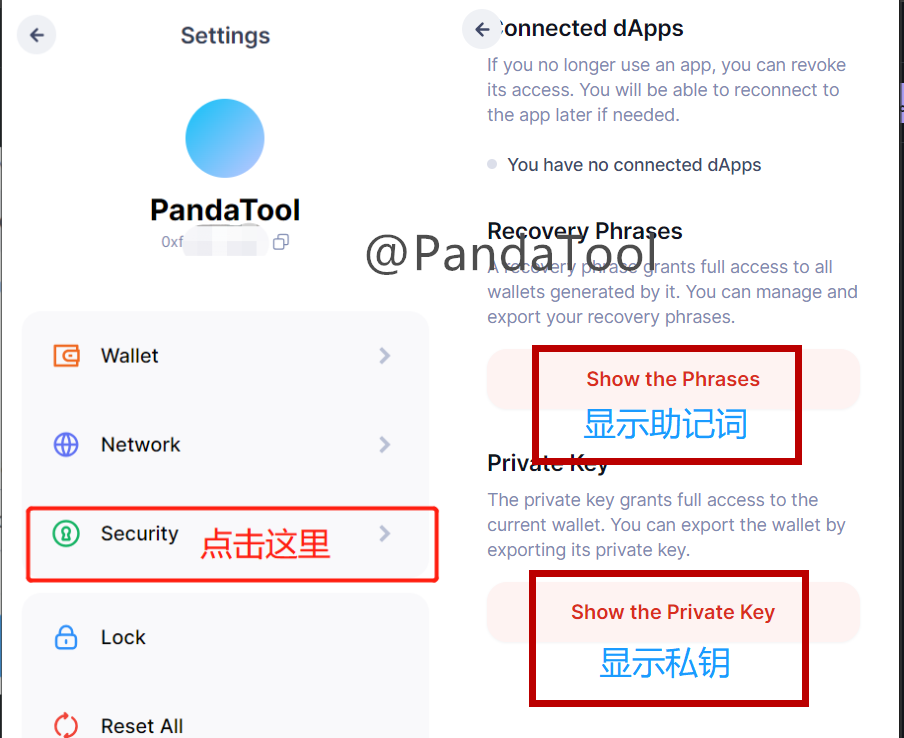 Settings
PandaTool
0xf
Wallet
Network
Security
点击这里
Lock
Reset All
Connected dApps
If you no longer use an app, you can revoke
its access. You will be able to reconnect to
the app later if needed.
You have no connected dApps
Recovery Phrases
@PandaTool
A recovery phrase grants full access to all
wallets generated by it. You can manage and
export your recovery phrases.
Show the Phrases
显示助记词
Private Key
The private key grants full access to the
current wallet. You can export the wallet by
exporting its private key.
Show the Private Key
显示私钥